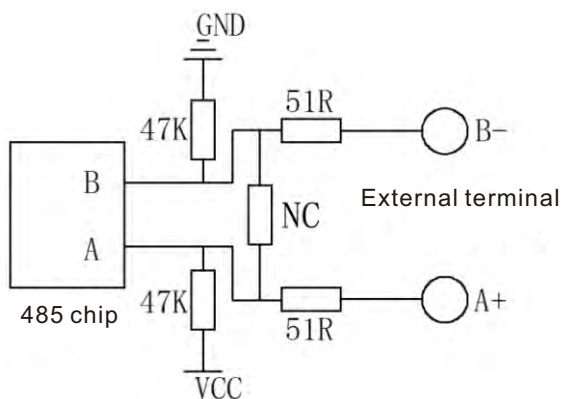 GND
51R
47K
B-
B
External terminal
NC
A
47K
A+
485 chip
51R
VCC